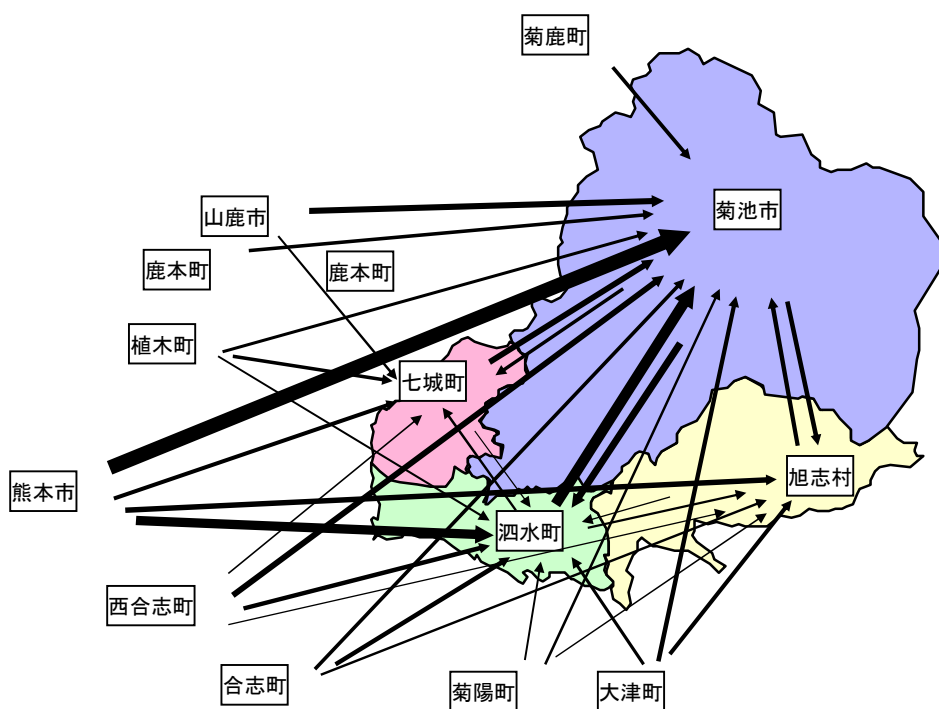 菊鹿町
山鹿市
菊池市
鹿本町
鹿本町
植木町
七城町
熊本市
旭志村
泗水町
西合志町
合志町
菊陽町
大津町